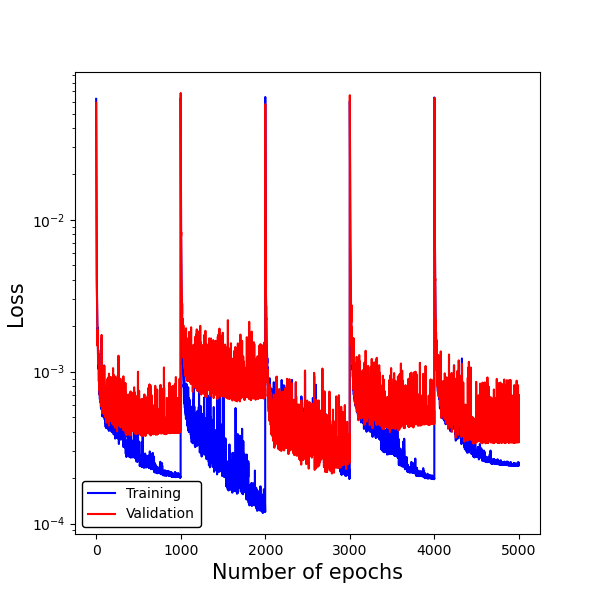 Loss
10⁻²
10⁻³
10⁻⁴
Training
Validation
0 1000 2000 3000 4000 5000
Number of epochs